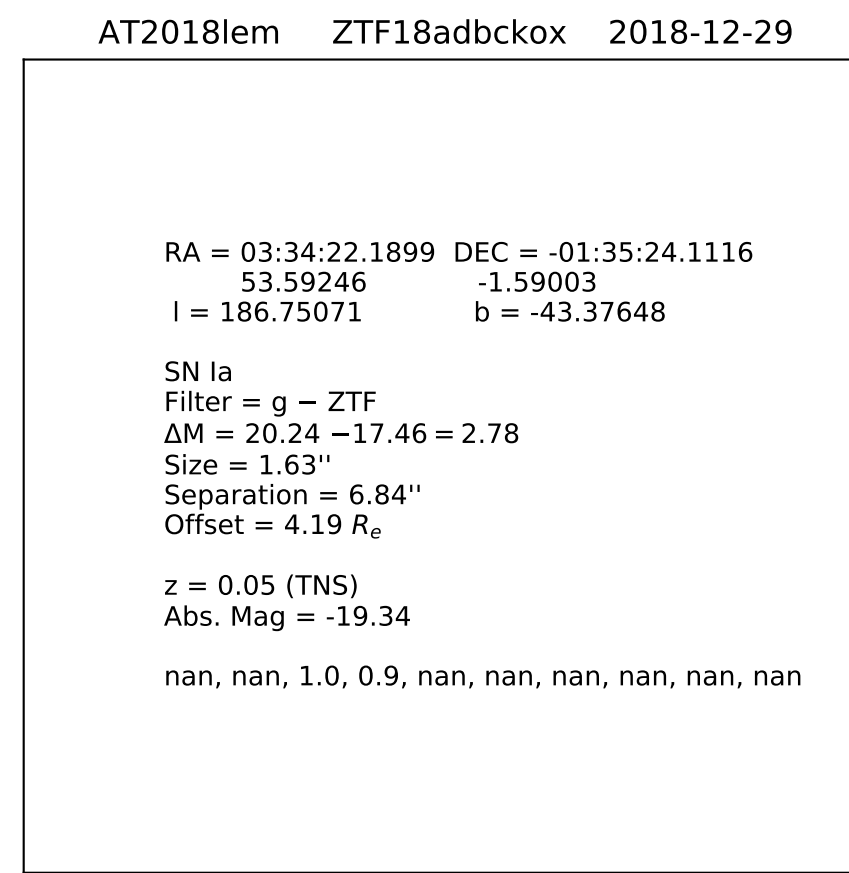 AT2018lem ZTF18adbckox 2018-12-29
RA = 03:34:22.1899 DEC = -01:35:24.1116
53.59246 -1.59003
l = 186.75071 b = -43.37648
SN Ia
Filter = g − ZTF
ΔM = 20.24 −17.46 = 2.78
Size = 1.63''
Separation = 6.84''
Offset = 4.19 Rₑ
z = 0.05 (TNS)
Abs. Mag = -19.34
nan, nan, 1.0, 0.9, nan, nan, nan, nan, nan, nan